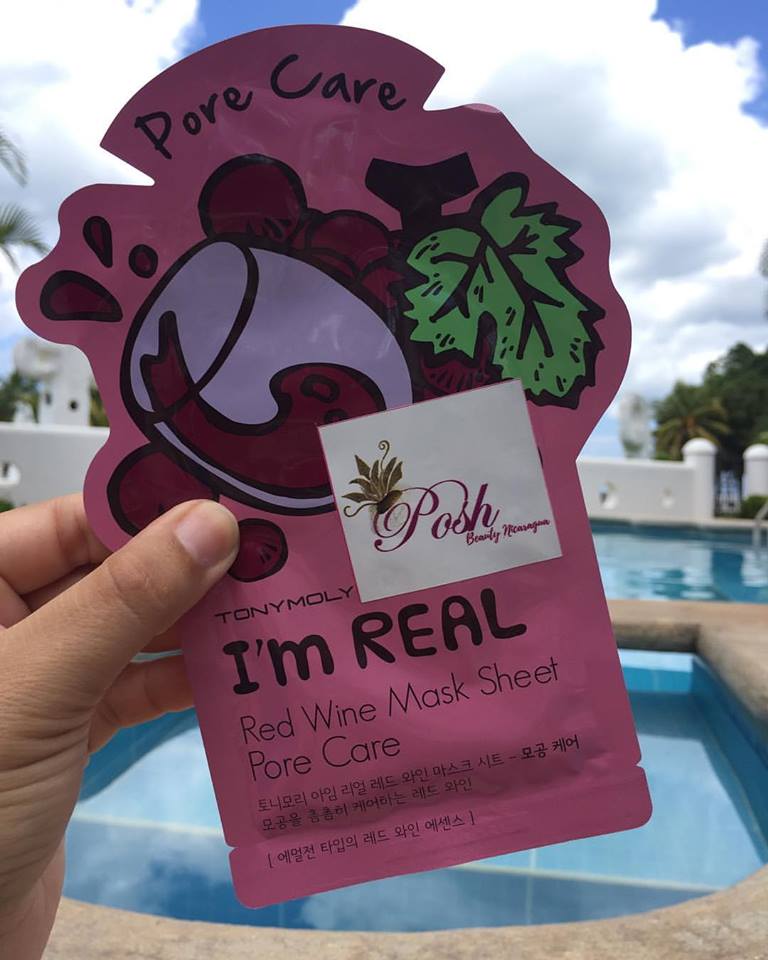 Pore Care
Posh
Beauty Nicaragua
TONYMOLY
I'm REAL
Red Wine Mask Sheet
Pore Care
토니모리 아임 리얼 레드 와인 마스크 시트 - 모공 케어
모공을 촘촘히 케어하는 레드 와인
[ 에멀전 타입의 레드 와인 에센스 ]